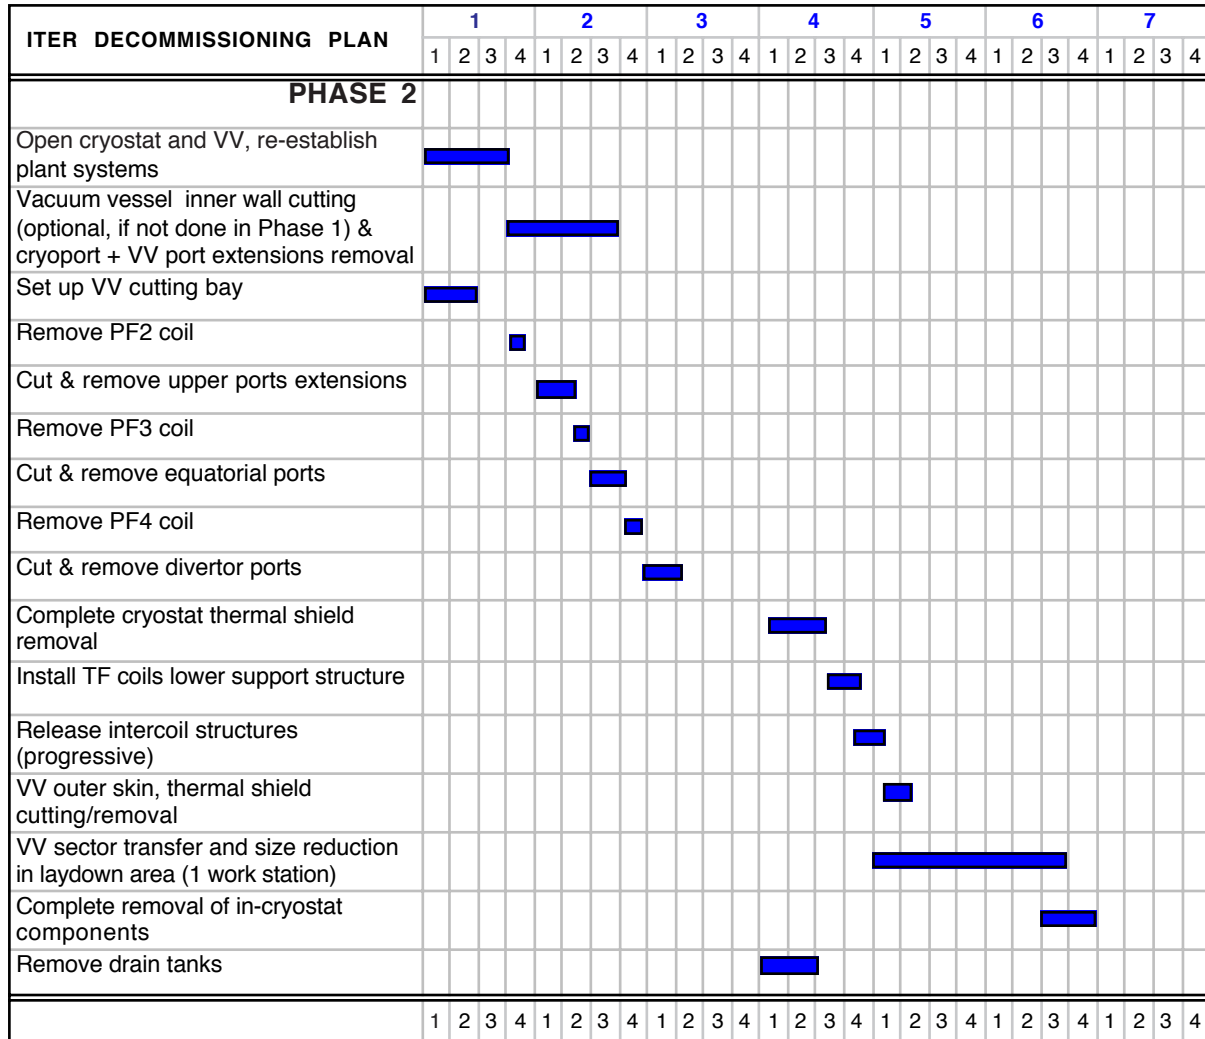 ITER DECOMMISSIONING PLAN
1 2 3 4 5 6 7
1 2 3 4 1 2 3 4 1 2 3 4 1 2 3 4 1 2 3 4 1 2 3 4 1 2 3 4
PHASE 2
Open cryostat and VV, re-establish
plant systems
Vacuum vessel inner wall cutting
(optional, if not done in Phase 1) &
cryoport + VV port extensions removal
Set up VV cutting bay
Remove PF2 coil
Cut & remove upper ports extensions
Remove PF3 coil
Cut & remove equatorial ports
Remove PF4 coil
Cut & remove divertor ports
Complete cryostat thermal shield
removal
Install TF coils lower support structure
Release intercoil structures
(progressive)
VV outer skin, thermal shield
cutting/removal
VV sector transfer and size reduction
in laydown area (1 work station)
Complete removal of in-cryostat
components
Remove drain tanks
1 2 3 4 1 2 3 4 1 2 3 4 1 2 3 4 1 2 3 4 1 2 3 4 1 2 3 4